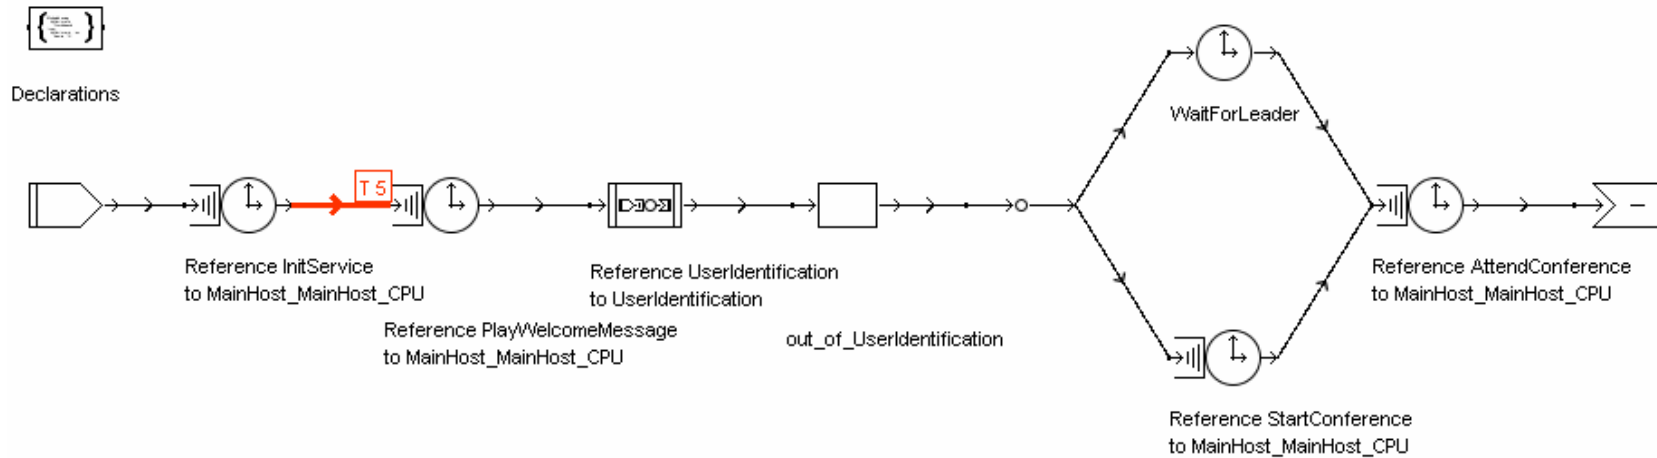 Declarations
WaitForLeader
T 5
Reference InitService
to MainHost_MainHost_CPU
Reference UserIdentification
to UserIdentification
Reference AttendConference
to MainHost_MainHost_CPU
Reference PlayWelcomeMessage
to MainHost_MainHost_CPU
out_of_UserIdentification
Reference StartConference
to MainHost_MainHost_CPU